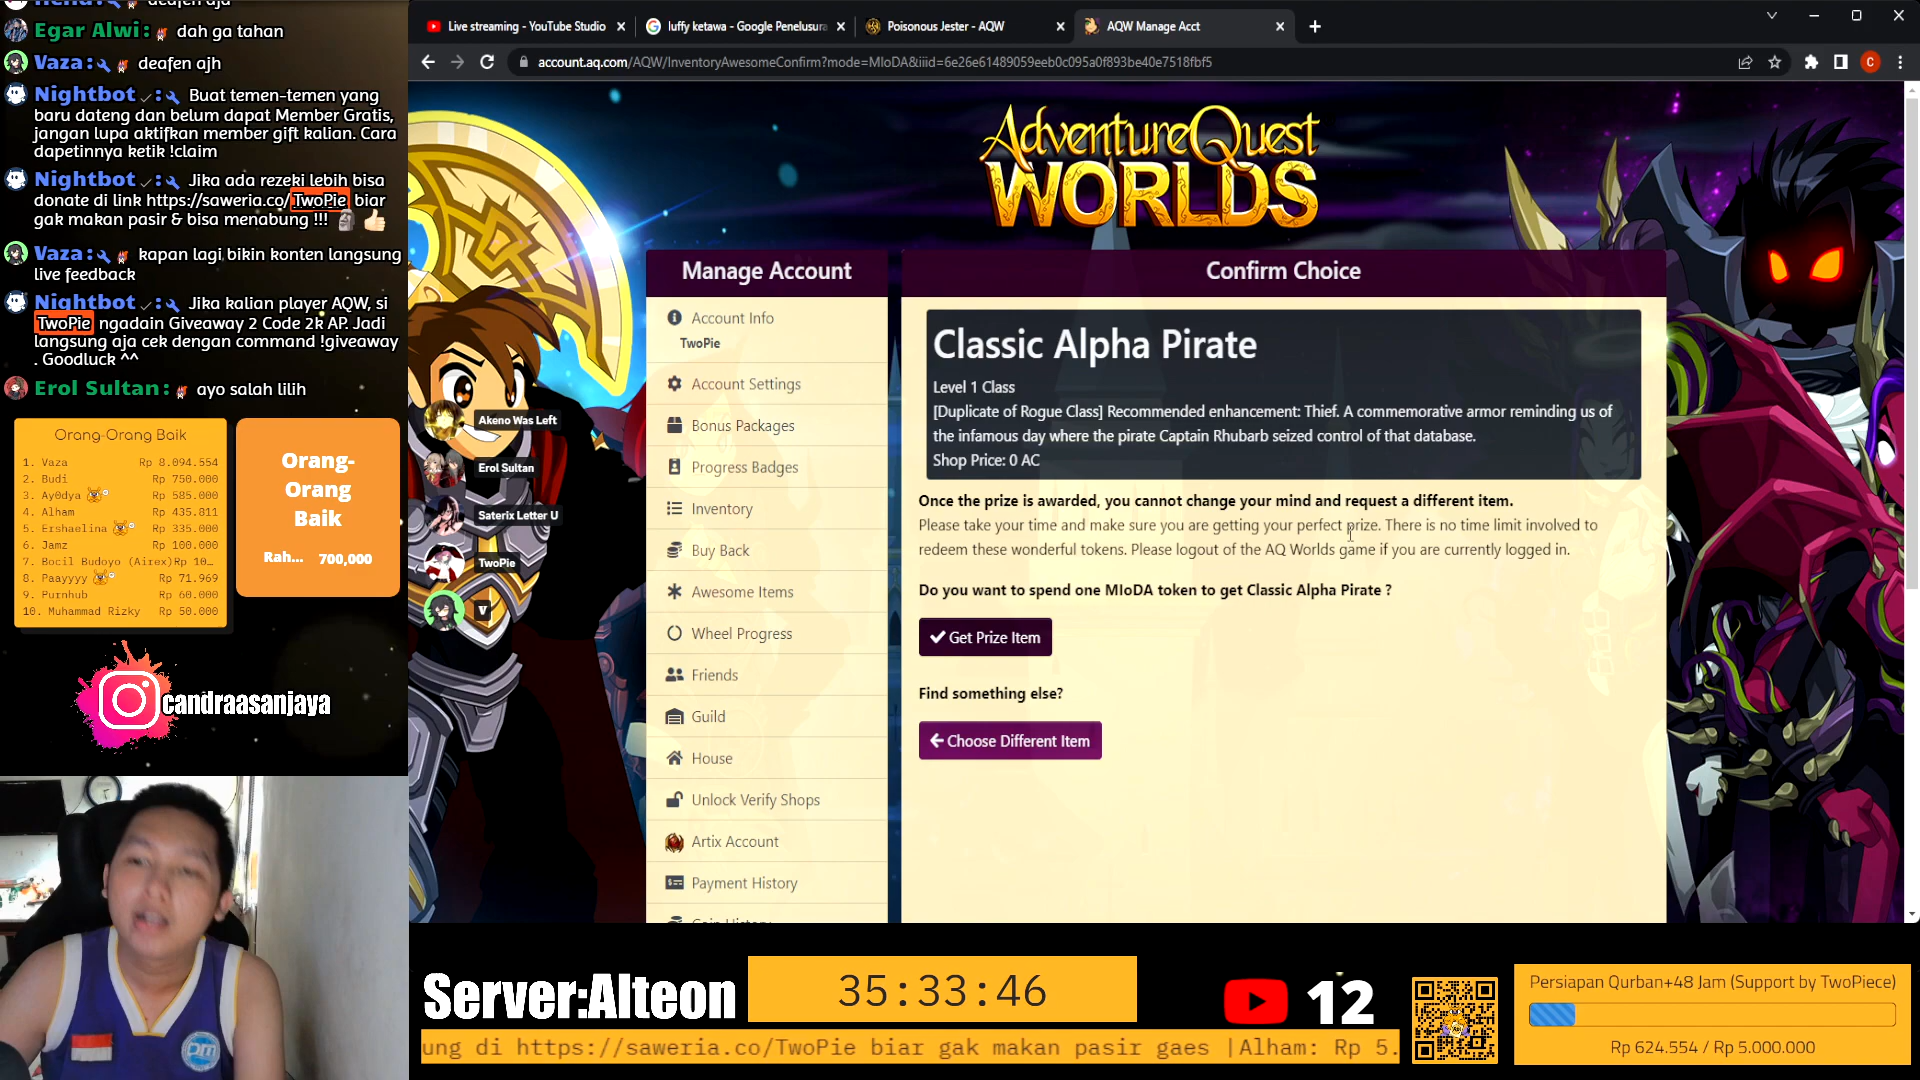 deafen ajh
Egar Alwi: dah ga tahan
Vaza: deafen ajh
Nightbot: Buat temen-temen yang
baru dateng dan belum dapat Member Gratis,
jangan lupa aktifkan member gift kalian. Cara
dapetinnya ketik !claim
Nightbot: Jika ada rezeki lebih bisa
donate di link https://saweria.co/ TwoPie biar
gak makan pasir & bisa menabung !!!
Vaza: kapan lagi bikin konten langsung
live feedback
Nightbot: Jika kalian player AQW, si
TwoPie ngadain Giveaway 2 Code 2k AP. Jadi
langsung aja cek dengan command !giveaway
. Goodluck ^^
Erol Sultan: ayo salah lilih
Orang-Orang Baik
1. Vaza Rp 8.094.554
2. Budi Rp 750.000
3. Ay0dya Rp 585.000
4. Alham Rp 435.811
5. Ershaelina Rp 335.000
6. Jamz Rp 100.000
7. Bocil Budoyo (Airex)Rp 10...
8. Paayyyy Rp 71.969
9. Purnhub Rp 60.000
10. Muhammad Rizky Rp 50.000
Orang-
Orang
Baik
Rah... 700,000
candraasanjaya
Live streaming - YouTube Studio
luffy ketawa - Google Penelusura
Poisonous Jester - AQW
AQW Manage Acct
account.aq.com/AQW/InventoryAwesomeConfirm?mode=MIoDA&iiid=6e26e61489059eeb0c095a0f893be40e7518fbf5
C
AdventureQuest
WORLDS
Manage Account
Account Info
TwoPie
Account Settings
Bonus Packages
Progress Badges
Inventory
Buy Back
Awesome Items
Wheel Progress
Friends
Guild
House
Unlock Verify Shops
Artix Account
Payment History
Coin History
Akeno Was Left
Erol Sultan
Saterix Letter U
TwoPie
V
Confirm Choice
Classic Alpha Pirate
Level 1 Class
[Duplicate of Rogue Class] Recommended enhancement: Thief. A commemorative armor reminding us of
the infamous day where the pirate Captain Rhubarb seized control of that database.
Shop Price: 0 AC
Once the prize is awarded, you cannot change your mind and request a different item.
Please take your time and make sure you are getting your perfect prize. There is no time limit involved to
redeem these wonderful tokens. Please logout of the AQ Worlds game if you are currently logged in.
Do you want to spend one MIoDA token to get Classic Alpha Pirate ?
Get Prize Item
Find something else?
Choose Different Item
Server:Alteon
35:33:46
12
ung di https://saweria.co/TwoPie biar gak makan pasir gaes |Alham: Rp 5.
Persiapan Qurban+48 Jam (Support by TwoPiece)
Rp 624.554 / Rp 5.000.000